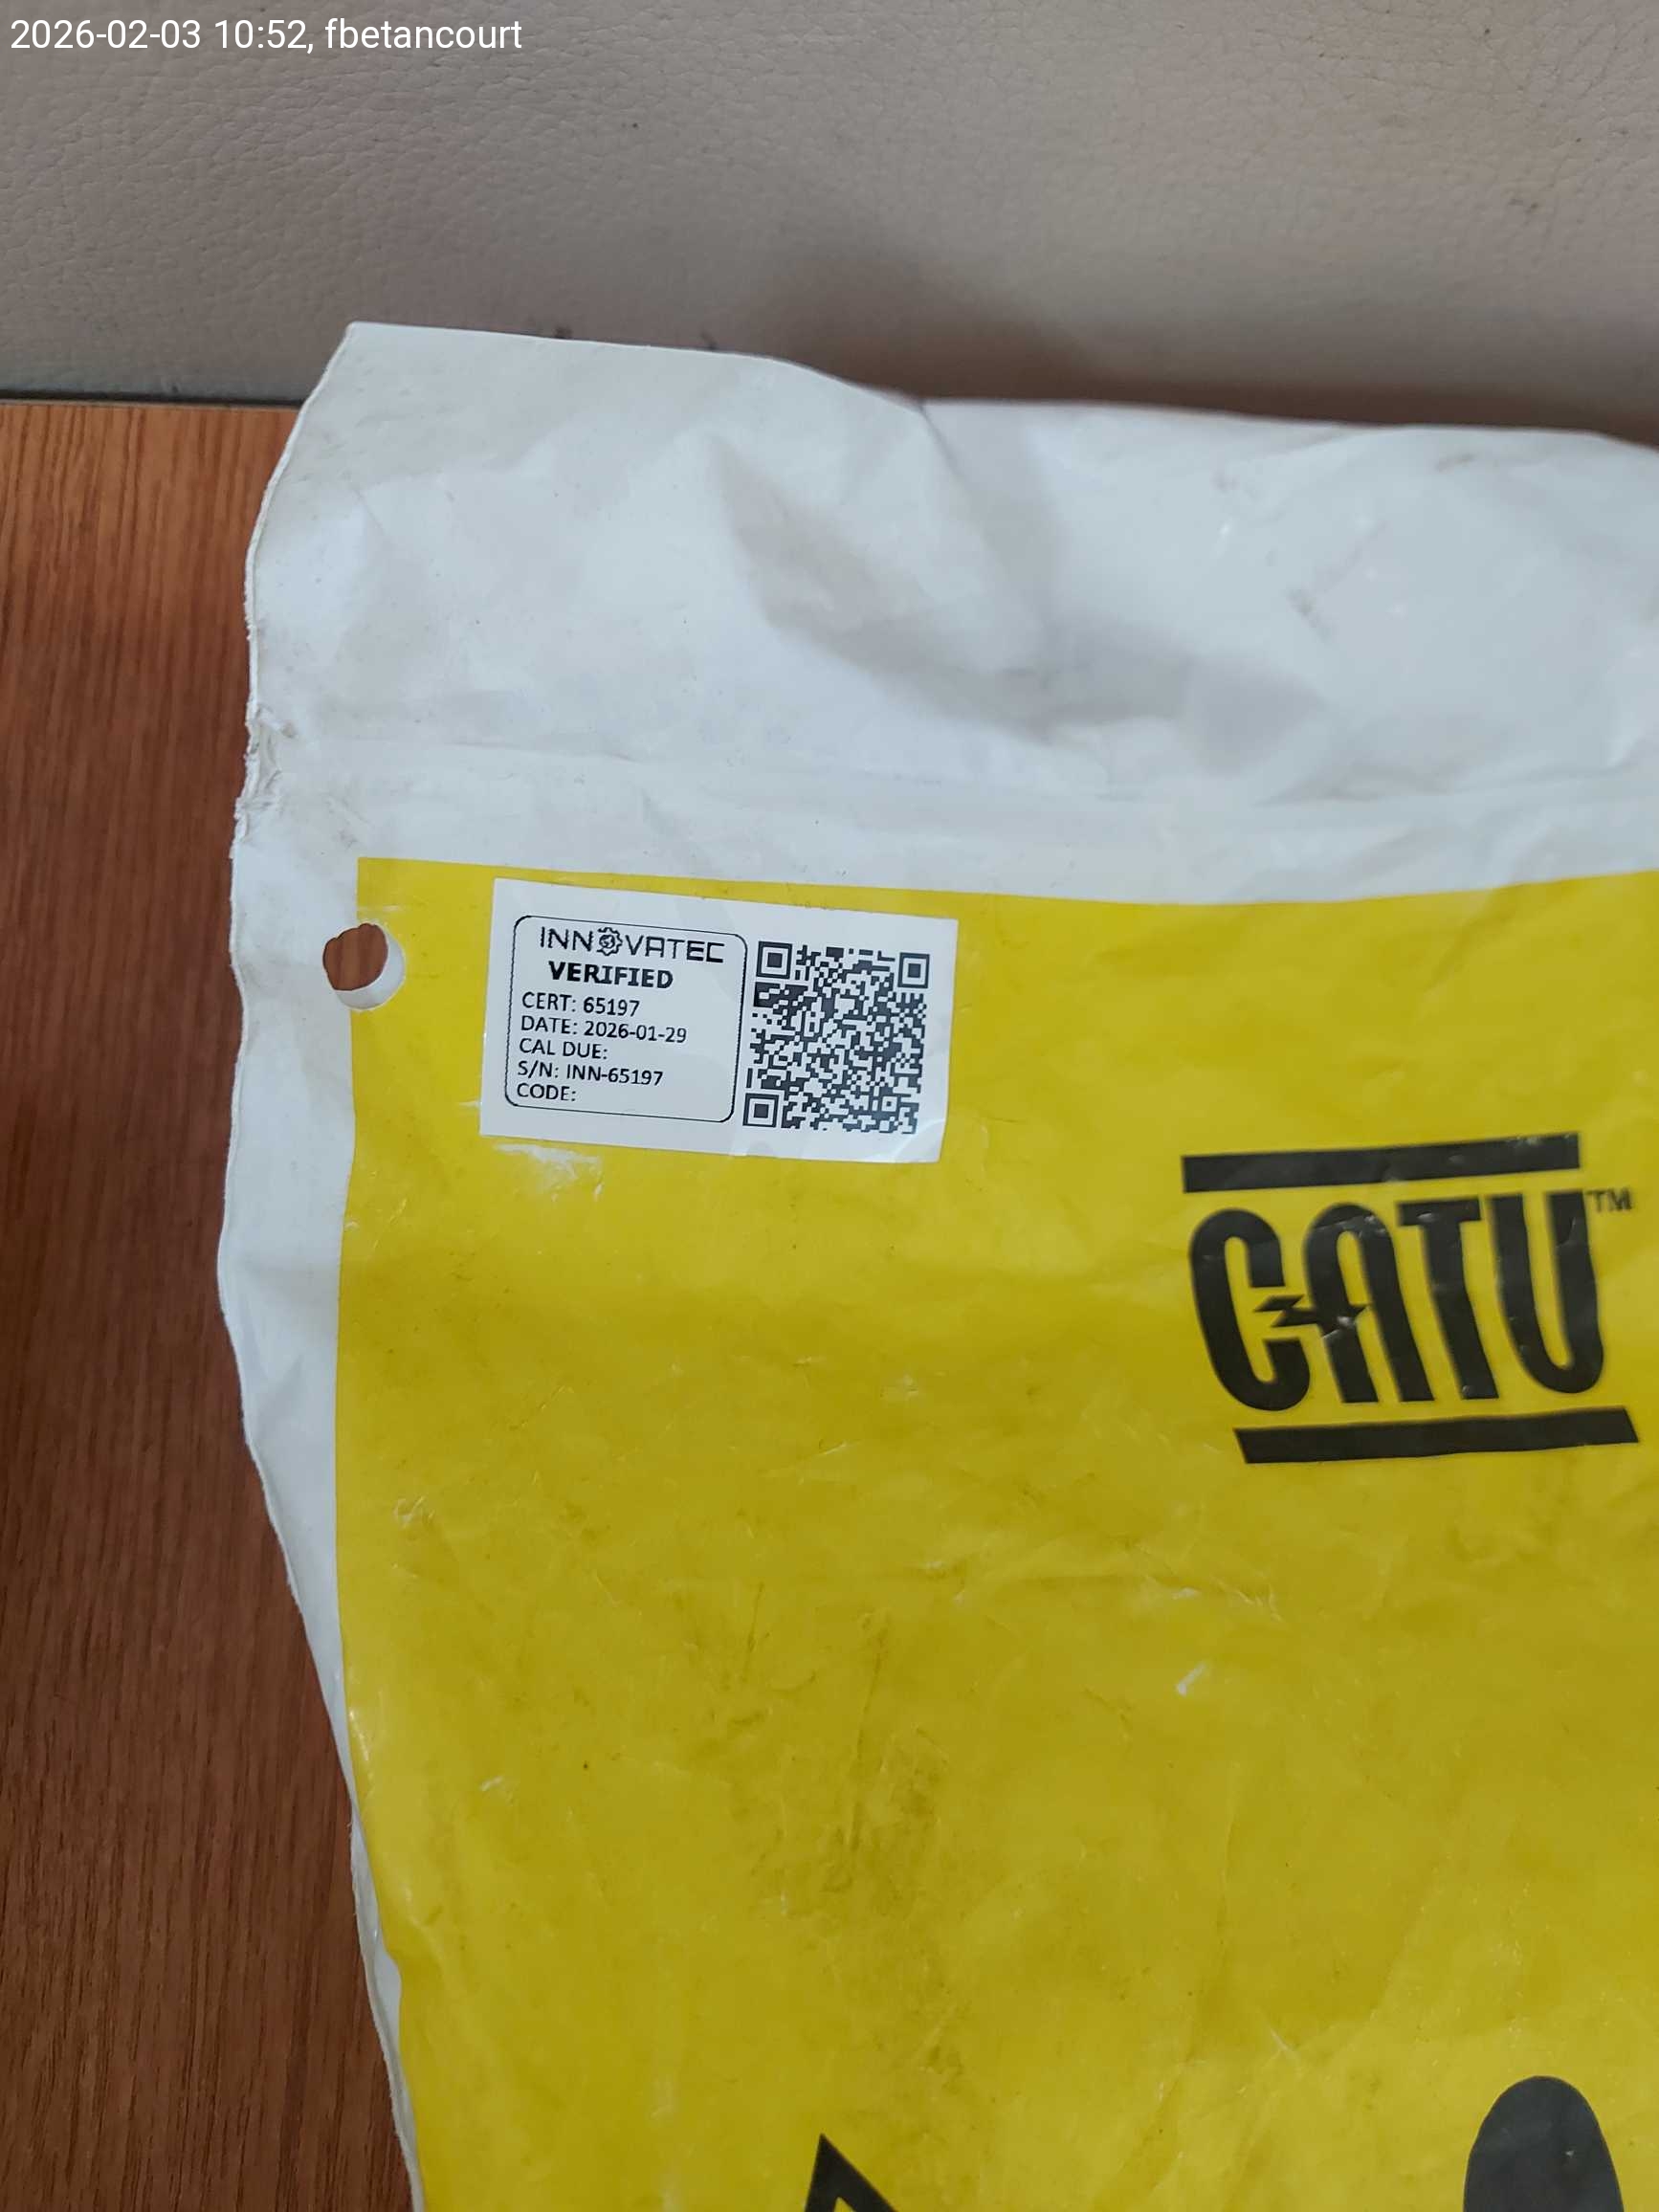 2026-02-03 10:52, fbetancourt
INNOVATEC
VERIFIED
CERT: 65197
DATE: 2026-01-29
CAL DUE:
S/N: INN-65197
CODE:
CATU™